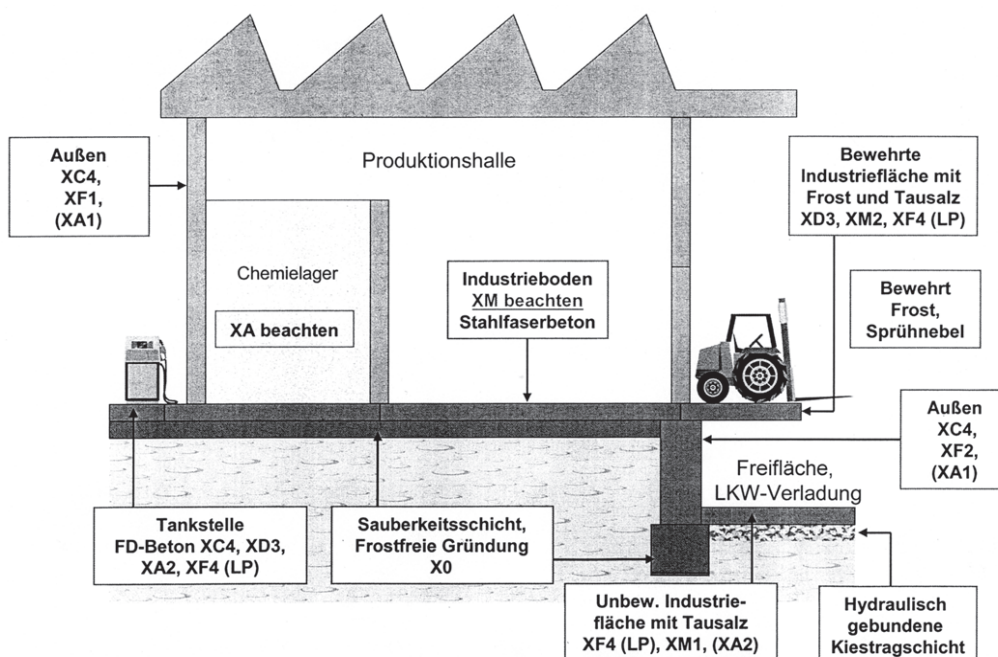 Außen
XC4,
XF1,
(XA1)
Produktionshalle
Bewehrte
Industriefläche mit
Frost und Tausalz
XD3, XM2, XF4 (LP)
Chemielager
XA beachten
Industrieboden
XM beachten
Stahlfaserbeton
Bewehrt
Frost,
Sprühnebel
Außen
XC4,
XF2,
(XA1)
Freifläche,
LKW-Verladung
Tankstelle
FD-Beton XC4, XD3,
XA2, XF4 (LP)
Sauberkeitsschicht,
Frostfreie Gründung
X0
Unbew. Industrie-
fläche mit Tausalz
XF4 (LP), XM1, (XA2)
Hydraulisch
gebundene
Kiestragschicht